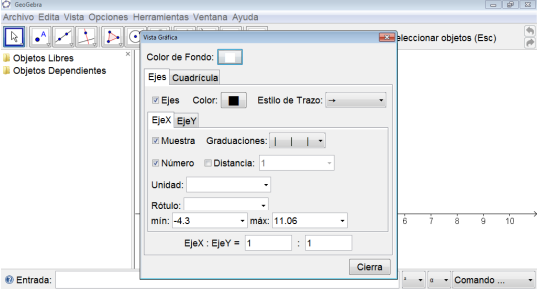 GeoGebra
Archivo Edita Vista Opciones Herramientas Ventana Ayuda
A
Vista Gráfica
eleccionar objetos (Esc)
Objetos Libres
Objetos Dependientes
Color de Fondo:
Ejes Cuadrícula
Ejes Color: Estilo de Trazo:
EjeX EjeY
Muestra Graduaciones: | | |
Número Distancia: 1
Unidad:
Rótulo:
mín: -4.3 máx: 11.06
6 7 8 9 10
EjeX : EjeY = 1 : 1
Cierra
Entrada: Comando ...